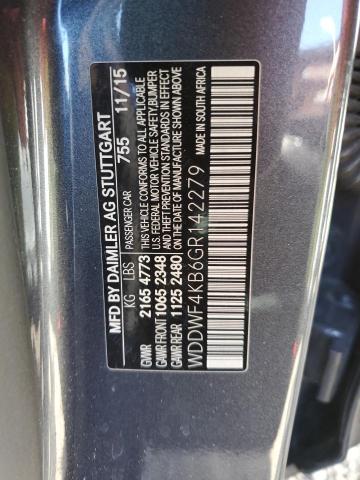 MFD BY DAIMLER AG STUTTGART
755 11/15
KG LBS PASSENGER CAR
GVWR 2165 4773 THIS VEHICLE CONFORMS TO ALL APPLICABLE
GAWR FRONT 1065 2348 FEDERAL MOTOR VEHICLE SAFETY,BUMPER
GAWR REAR 1125 2480 AND THEFT PREVENTION STANDARDS IN EFFECT
ON THE DATE OF MANUFACTURE SHOWN ABOVE
MADE IN SOUTH AFRICA
WDDWF4KB6GR142279